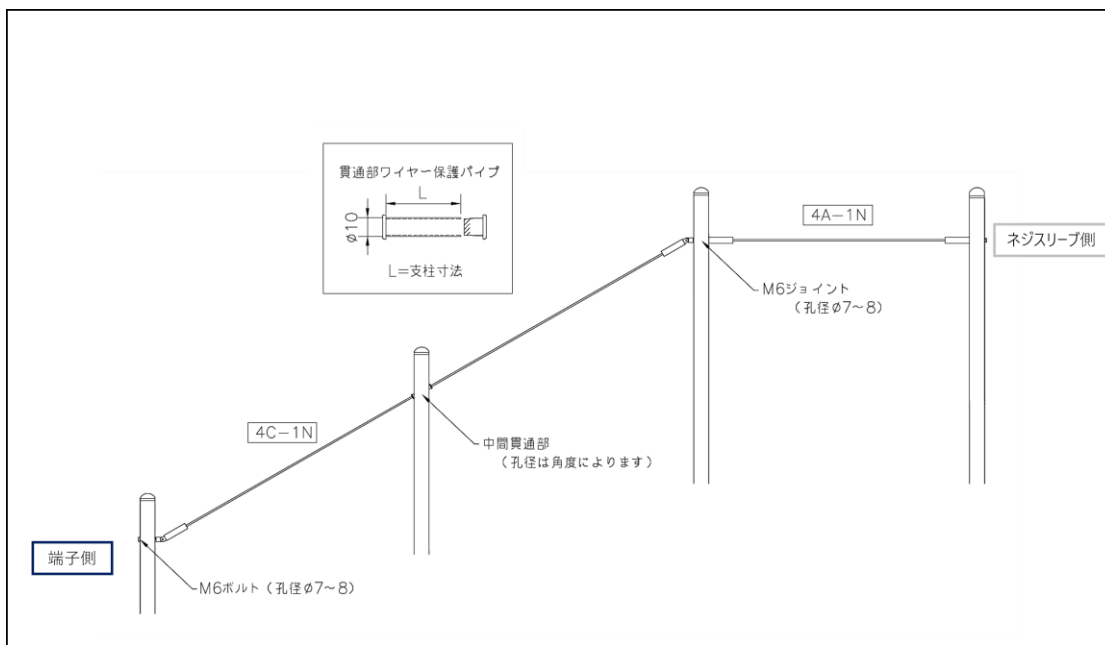 貫通部ワイヤー保護パイプ
L
φ10
L=支柱寸法
4A-1N
ネジスリーブ側
M6ジョイント
(孔径φ7〜8)
4C-1N
中間貫通部
(孔径は角度によります)
端子側
M6ボルト(孔径φ7〜8)